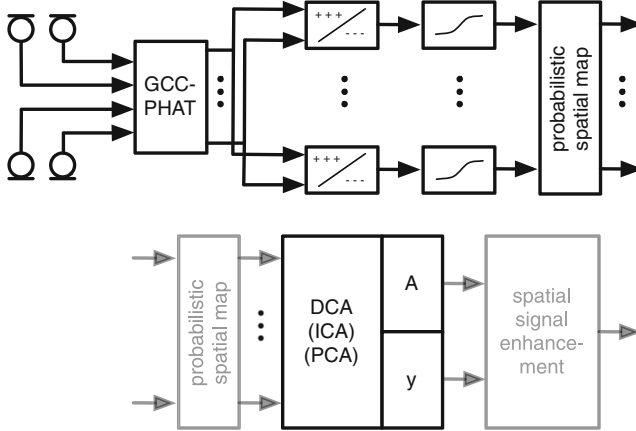 GCC-
PHAT
+ + +
- - -
+ + +
- - -
probabilistic
spatial map
probabilistic
spatial map
DCA
(ICA)
(PCA)
A
y
spatial
signal
enhance-
ment